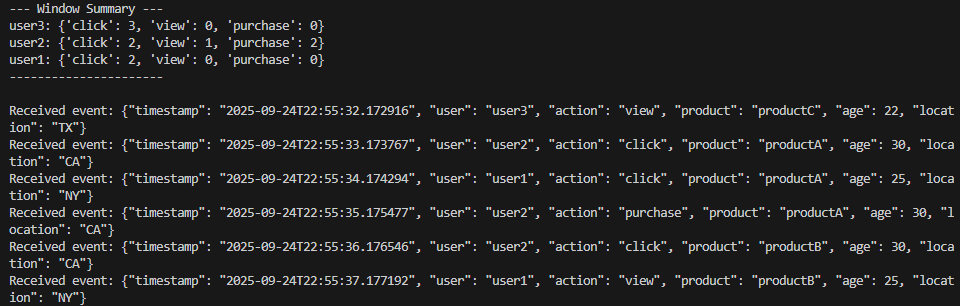 --- Window Summary ---
user3: {'click': 3, 'view': 0, 'purchase': 0}
user2: {'click': 2, 'view': 1, 'purchase': 2}
user1: {'click': 2, 'view': 0, 'purchase': 0}
----------------------
Received event: {"timestamp": "2025-09-24T22:55:32.172916", "user": "user3", "action": "view", "product": "productC", "age": 22, "locat
ion": "TX"}
Received event: {"timestamp": "2025-09-24T22:55:33.173767", "user": "user2", "action": "click", "product": "productA", "age": 30, "loca
tion": "CA"}
Received event: {"timestamp": "2025-09-24T22:55:34.174294", "user": "user1", "action": "click", "product": "productA", "age": 25, "loca
tion": "NY"}
Received event: {"timestamp": "2025-09-24T22:55:35.175477", "user": "user2", "action": "purchase", "product": "productA", "age": 30, "l
ocation": "CA"}
Received event: {"timestamp": "2025-09-24T22:55:36.176546", "user": "user2", "action": "click", "product": "productB", "age": 30, "loca
tion": "CA"}
Received event: {"timestamp": "2025-09-24T22:55:37.177192", "user": "user1", "action": "view", "product": "productB", "age": 25, "locat
ion": "NY"}